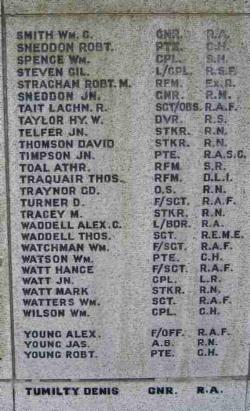 SMITH WM. C. GNR. R.A.
SNEDDON ROBT. PTE. C.H.
SPENCE WM. CPL. S.H.
STEVEN GIL. L/CPL. R.S.F.
STRACHAN ROBT. M. RFM.
SNEDDON JN. GNR. R.M.
TAIT LACHN. R. SGT/OBS. R.A.F.
TAYLOR HY. W. DVR. R.S.
TELFER JN. STKR. R.N.
THOMSON DAVID STKR. R.N.
TIMPSON JN. PTE. R.A.S.C.
TOAL ATHR. RFM. S.R.
TRAQUAIR THOS. RFM. D.L.I.
TRAYNOR GD. O.S. R.N.
TURNER D. F/SGT. R.A.F.
TRACEY M. STKR. R.N.
WADDELL ALEX. C. L/BDR. R.A.
WADDELL THOS. SGT. R.E.M.E.
WATCHMAN WM. F/SGT. R.A.F.
WATSON WM. PTE. C.H.
WATT HANCE F/SGT. R.A.F.
WATT JN. CPL. L.R.
WATT MARK STKR. R.N.
WATTERS WM. SGT. R.A.F.
WILSON WM. CPL. C.H.
YOUNG ALEX. F/OFF. R.A.F.
YOUNG JAS. A.B. R.N.
YOUNG ROBT. PTE. C.H.
TUMILTY DENIS GNR. R.A.